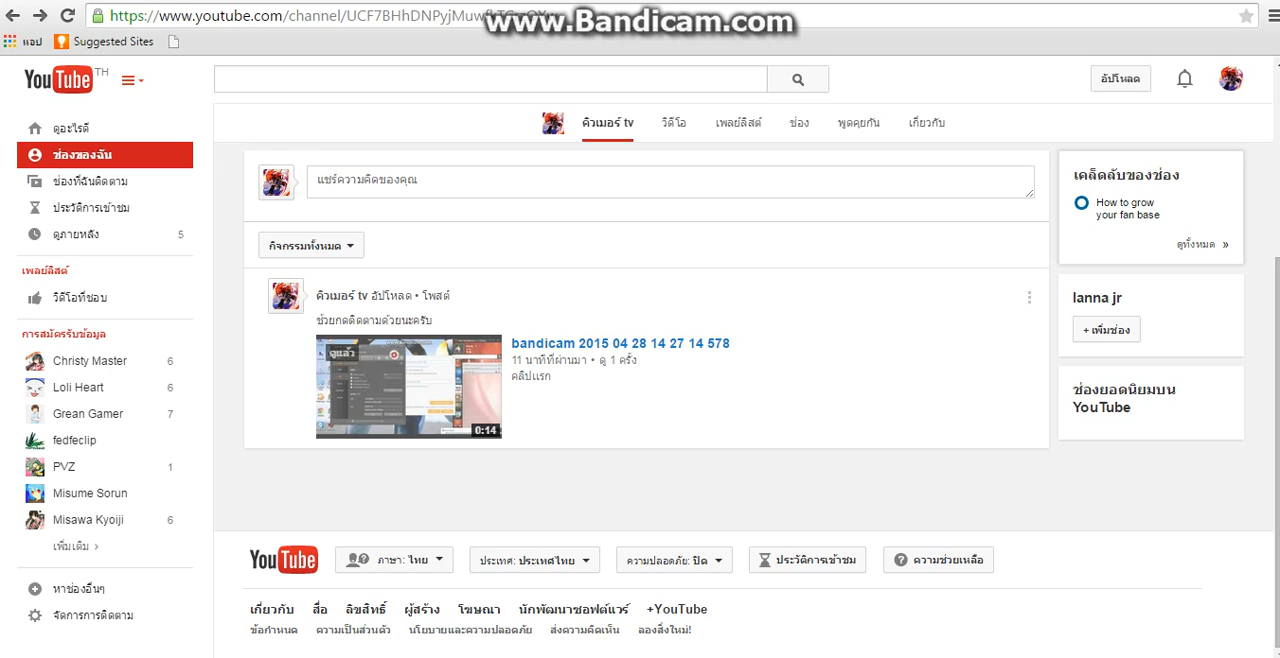 https://www.youtube.com/channel/UCF7BHhDNPyjMuw
www.Bandicam.com
แอป Suggested Sites
YouTube TH
อัปโหลด
คิวเมอร์ tv วิดีโอ เพลย์ลิสต์ ช่อง พูดคุยกัน เกี่ยวกับ
ดูอะไรดี
ช่องของฉัน
ช่องที่ฉันติดตาม
ประวัติการเข้าชม
ดูภายหลัง 5
เพลย์ลิสต์
วิดีโอที่ชอบ
การสมัครรับข้อมูล
Christy Master 6
Loli Heart 6
Grean Gamer 7
fedfeclip
PVZ 1
Misume Sorun
Misawa Kyoiji 6
เพิ่มเติม ›
หาช่องอื่นๆ
จัดการการติดตาม
แชร์ความคิดของคุณ
กิจกรรมทั้งหมด
คิวเมอร์ tv อัปโหลด • โพสต์
ช้วยกดติดตามด้วยนะครับ
ดูแล้ว
0:14
bandicam 2015 04 28 14 27 14 578
11 นาทีที่ผ่านมา • ดู 1 ครั้ง
คลิปแรก
เคล็ดลับของช่อง
How to grow
your fan base
ดูทั้งหมด »
lanna jr
+ เพิ่มช่อง
ช่องยอดนิยมบน
YouTube
YouTube ภาษา: ไทย ประเทศ: ประเทศไทย ความปลอดภัย: ปิด ประวัติการเข้าชม ความช่วยเหลือ
เกี่ยวกับ สื่อ ลิขสิทธิ์ ผู้สร้าง โฆษณา นักพัฒนาซอฟต์แวร์ +YouTube
ข้อกำหนด ความเป็นส่วนตัว นโยบายและความปลอดภัย ส่งความคิดเห็น ลองสิ่งใหม่!